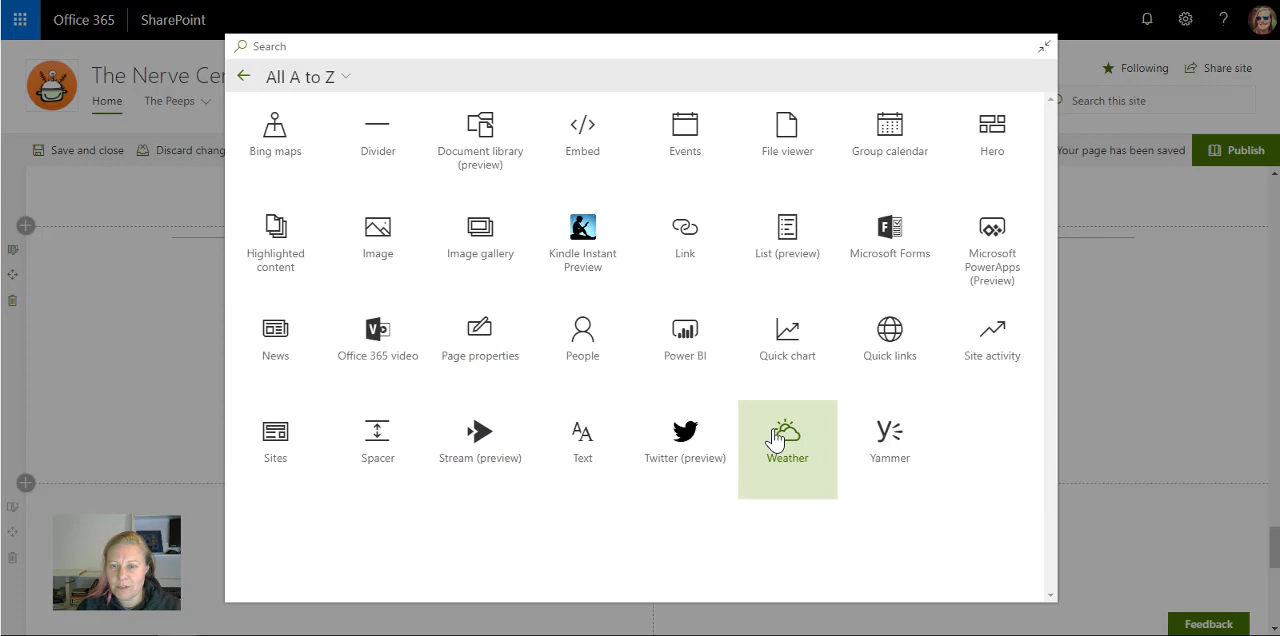 Office 365
SharePoint
?
Search
The Nerve Cer
All A to Z
Following
Share site
Home
The Peeps
Search this site
Save and close
Discard chang
Your page has been saved
Publish
Bing maps
Divider
Document library
(preview)
Embed
Events
File viewer
Group calendar
Hero
Highlighted
content
Image
Image gallery
Kindle Instant
Preview
Link
List (preview)
Microsoft Forms
Microsoft
PowerApps
(Preview)
News
Office 365 video
Page properties
People
Power BI
Quick chart
Quick links
Site activity
Sites
Spacer
Stream (preview)
Text
Twitter (preview)
Weather
Yammer
Feedback